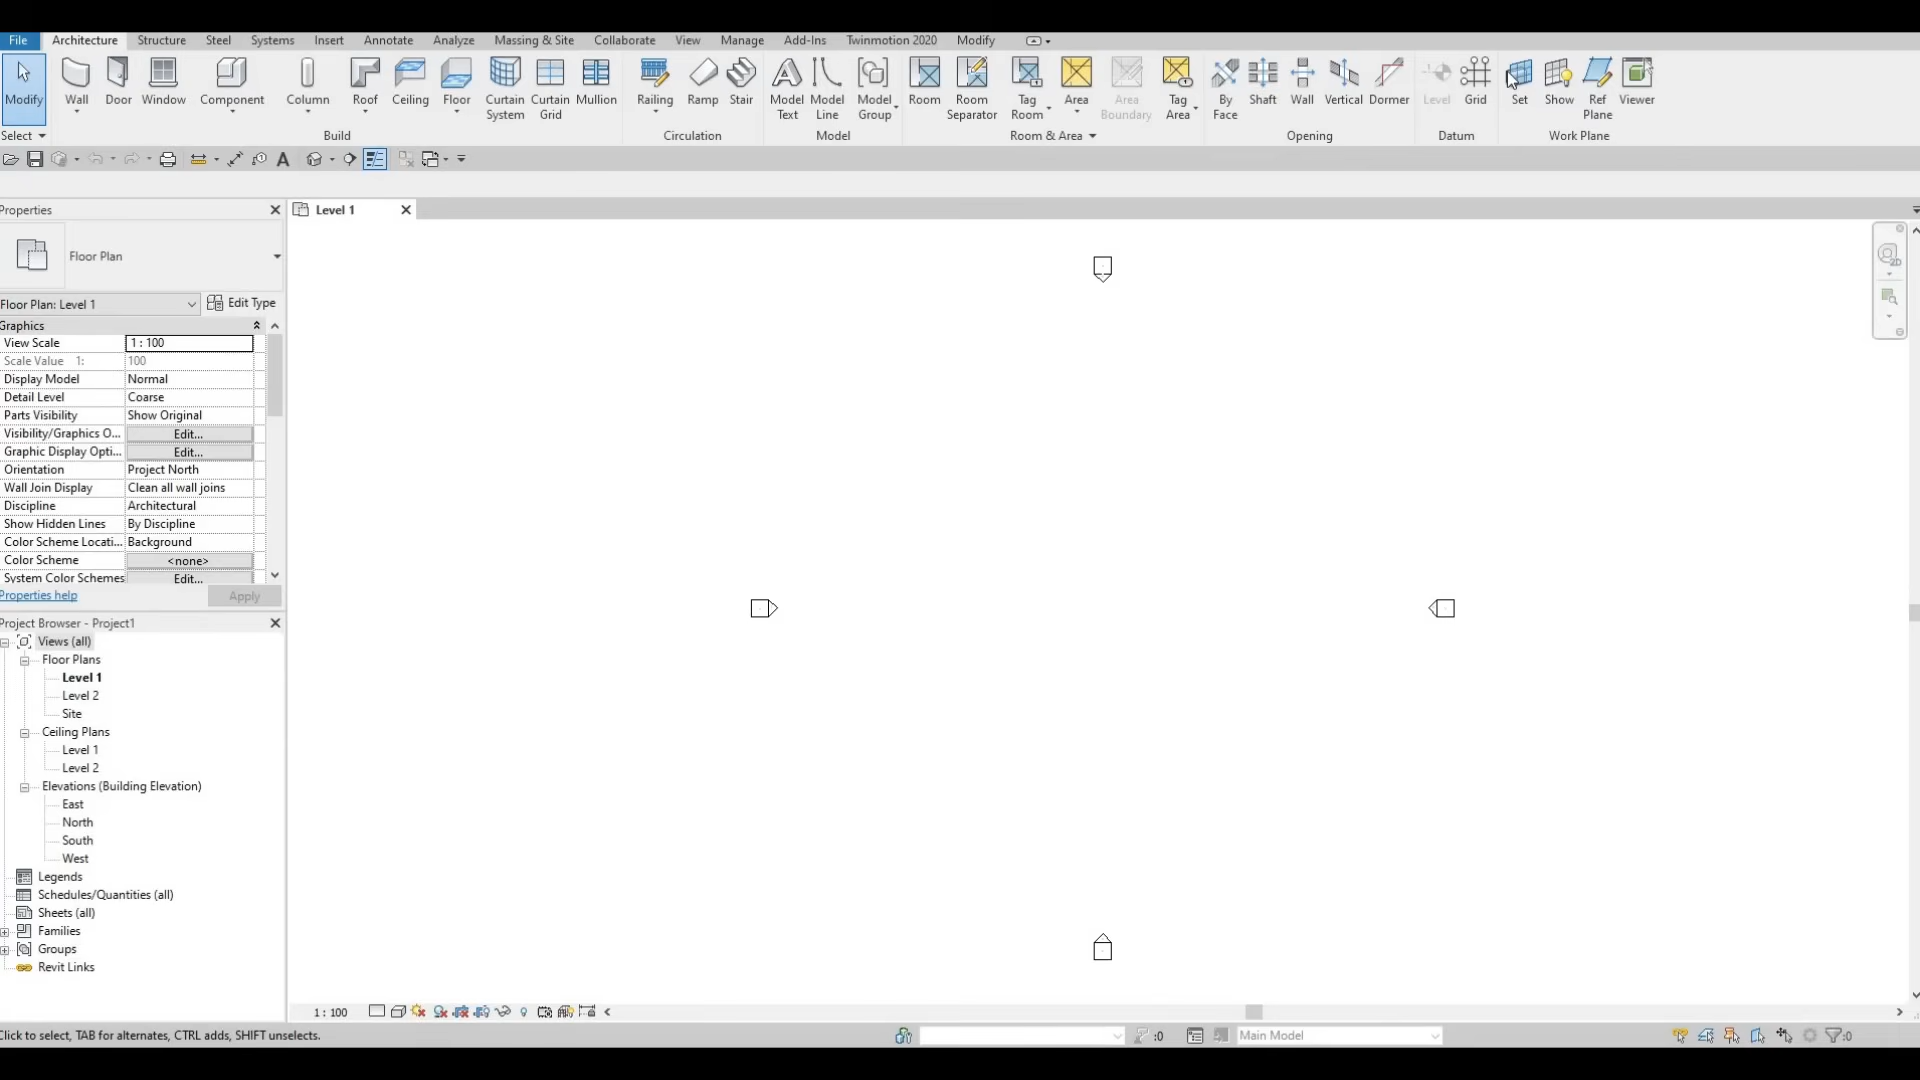 File Architecture Structure Steel Systems Insert Annotate Analyze Massing & Site Collaborate View Manage Add-Ins Twinmotion 2020 Modify
Modify Wall Door Window Component Column Roof Ceiling Floor Curtain System Curtain Grid Mullion Railing Ramp Stair Model Text Model Line Model Group Room Room Separator Tag Room Area Area Boundary Tag Area By Face Shaft Wall Vertical Dormer Level Grid Set Show Ref Plane Viewer
Select Build Circulation Model Room & Area Opening Datum Work Plane
Properties
Level 1
Floor Plan
Floor Plan: Level 1 Edit Type
Graphics
View Scale 1 : 100
Scale Value 1: 100
Display Model Normal
Detail Level Coarse
Parts Visibility Show Original
Visibility/Graphics O... Edit...
Graphic Display Opti... Edit...
Orientation Project North
Wall Join Display Clean all wall joins
Discipline Architectural
Show Hidden Lines By Discipline
Color Scheme Locati... Background
Color Scheme <none>
System Color Schemes Edit...
Properties help Apply
Project Browser - Project1
Views (all)
Floor Plans
Level 1
Level 2
Site
Ceiling Plans
Level 1
Level 2
Elevations (Building Elevation)
East
North
South
West
Legends
Schedules/Quantities (all)
Sheets (all)
Families
Groups
Revit Links
2D
1 : 100
Click to select, TAB for alternates, CTRL adds, SHIFT unselects.
:0
Main Model
:0